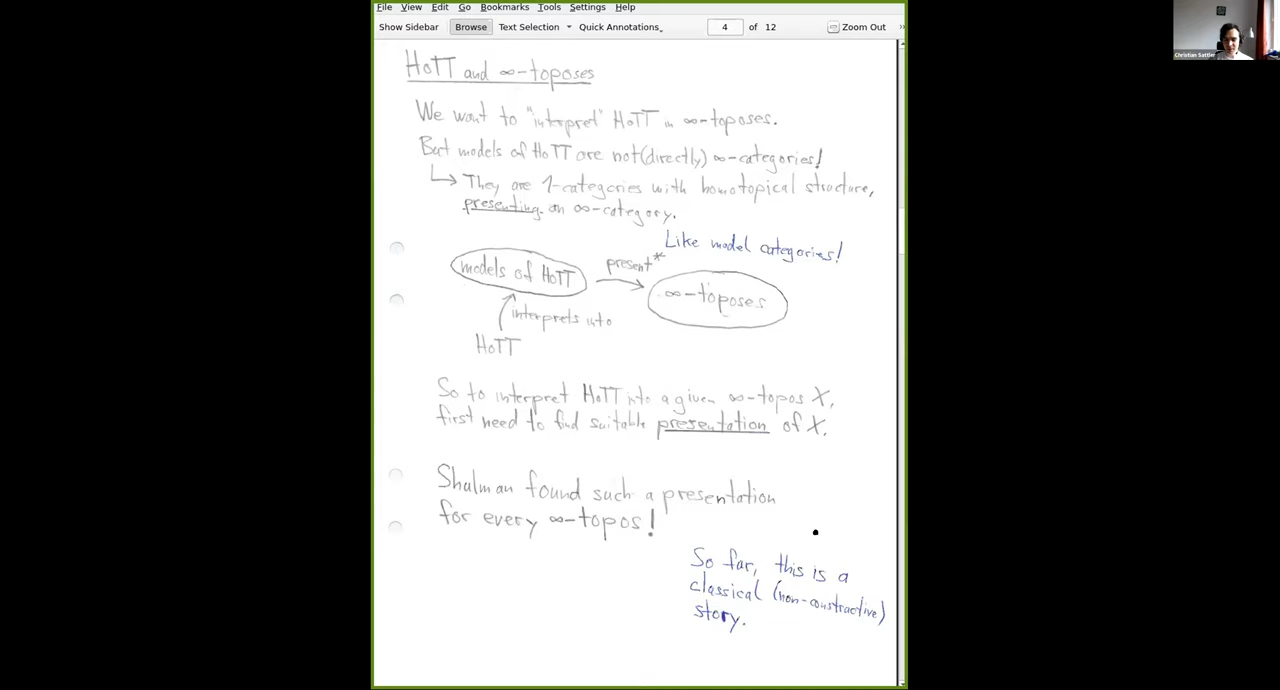 File View Edit Go Bookmarks Tools Settings Help
Show Sidebar Browse Text Selection Quick Annotations 4 of 12 Zoom Out »
Christian Sattler
HoTT and ∞-toposes
We want to "interpret" HoTT in ∞-toposes.
But models of HoTT are not (directly) ∞-categories!
↳ They are 1-categories with homotopical structure,
presenting an ∞-category.
Like model categories!
models of HoTT present* ∞-toposes
interprets into
HoTT
So to interpret HoTT into a given ∞-topos X,
first need to find suitable presentation of X.
Shulman found such a presentation
for every ∞-topos!
So far, this is a
classical (non-constructive)
story.